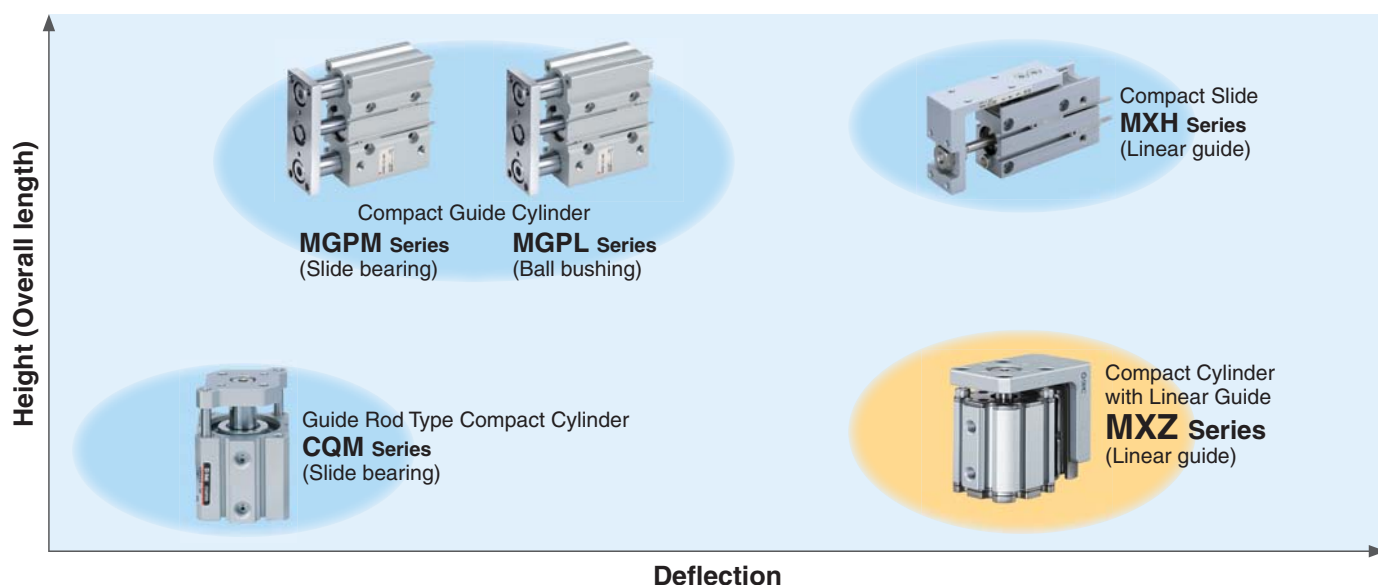 Height (Overall length)
Compact Guide Cylinder
MGPM Series
(Slide bearing)
MGPL Series
(Ball bushing)
Compact Slide
MXH Series
(Linear guide)
Guide Rod Type Compact Cylinder
CQM Series
(Slide bearing)
Compact Cylinder
with Linear Guide
MXZ Series
(Linear guide)
Deflection